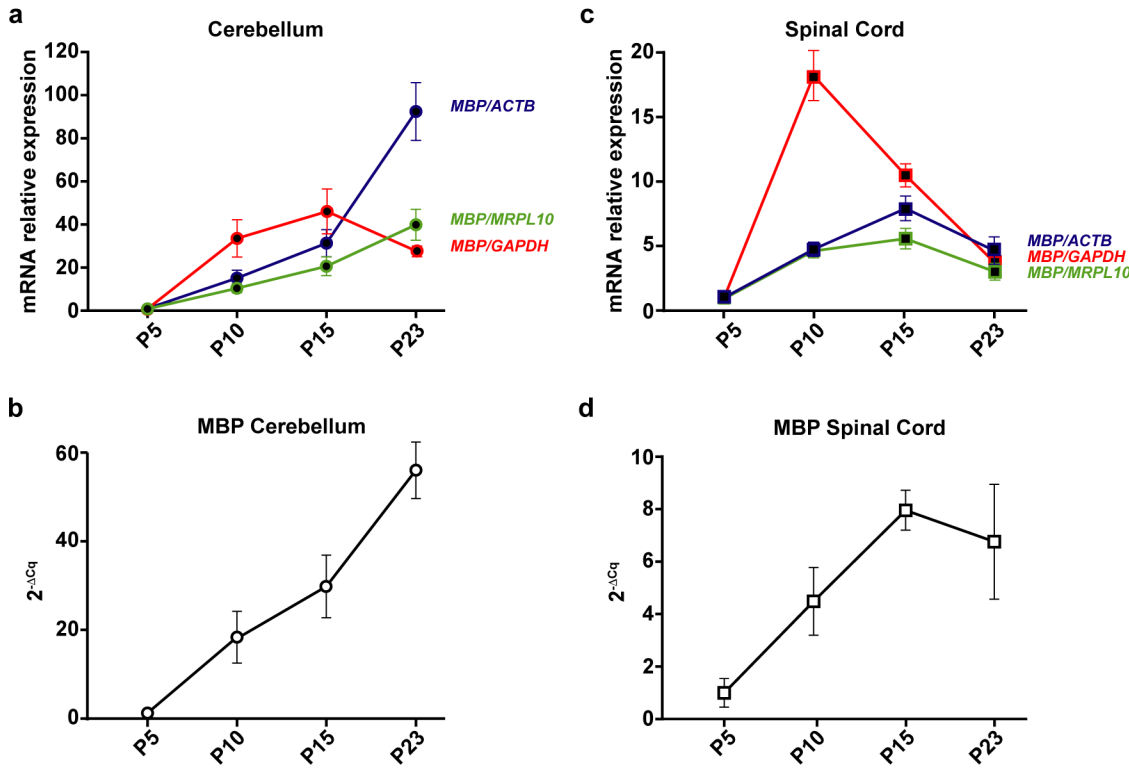 a
Cerebellum
mRNA relative expression
120
100
80
60
40
20
0
MBP/ACTB
MBP/MRPL10
MBP/GAPDH
P5
P10
P15
P23
c
Spinal Cord
mRNA relative expression
20
15
10
5
0
MBP/ACTB
MBP/GAPDH
MBP/MRPL10
P5
P10
P15
P23
b
MBP Cerebellum
2-ΔCq
60
40
20
0
P5
P10
P15
P23
d
MBP Spinal Cord
2-ΔCq
10
8
6
4
2
0
P5
P10
P15
P23